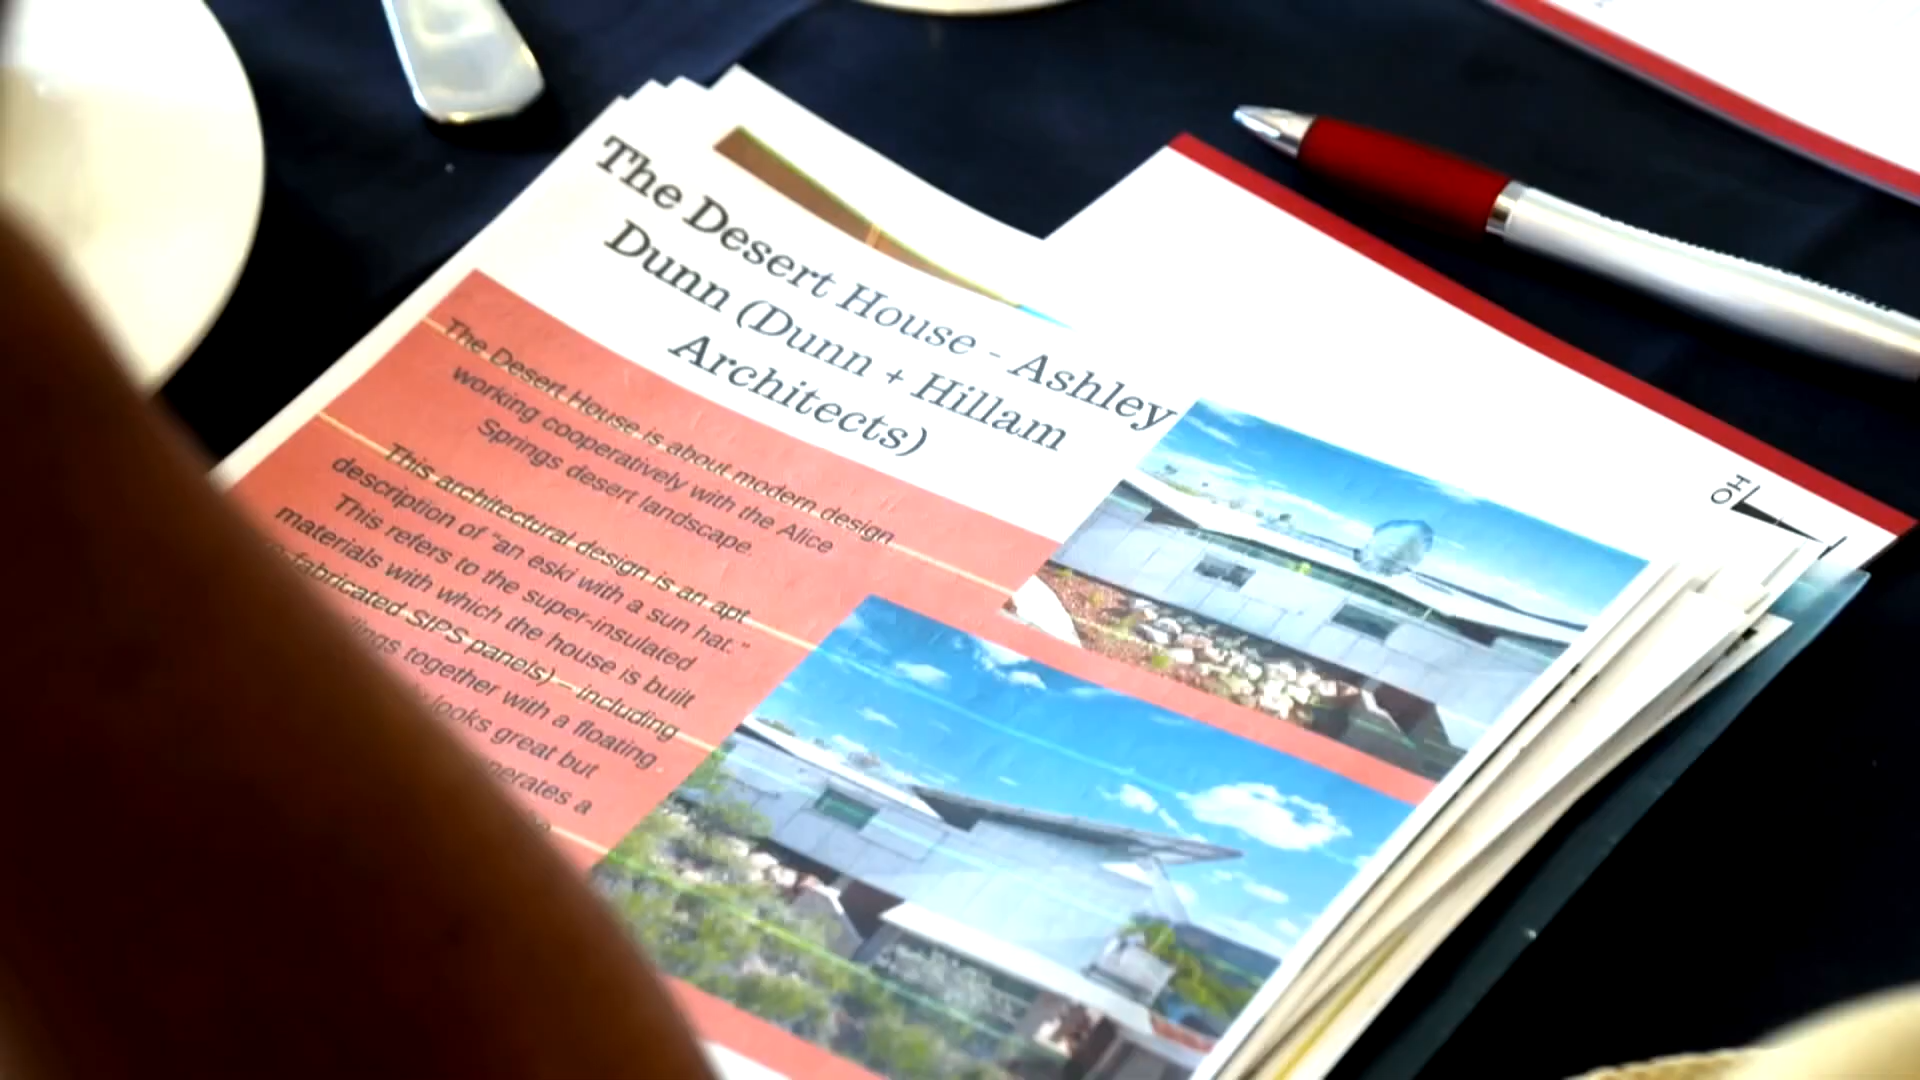 The Desert House - Ashley
Dunn (Dunn + Hillam
Architects)
The Desert House is about modern design
working cooperatively with the Alice
Springs desert landscape.
This architectural design is an apt
description of "an eski with a sun hat."
This refers to the super-insulated
materials with which the house is built
fabricated SIPS panels) – including
together with a floating
looks great but
a